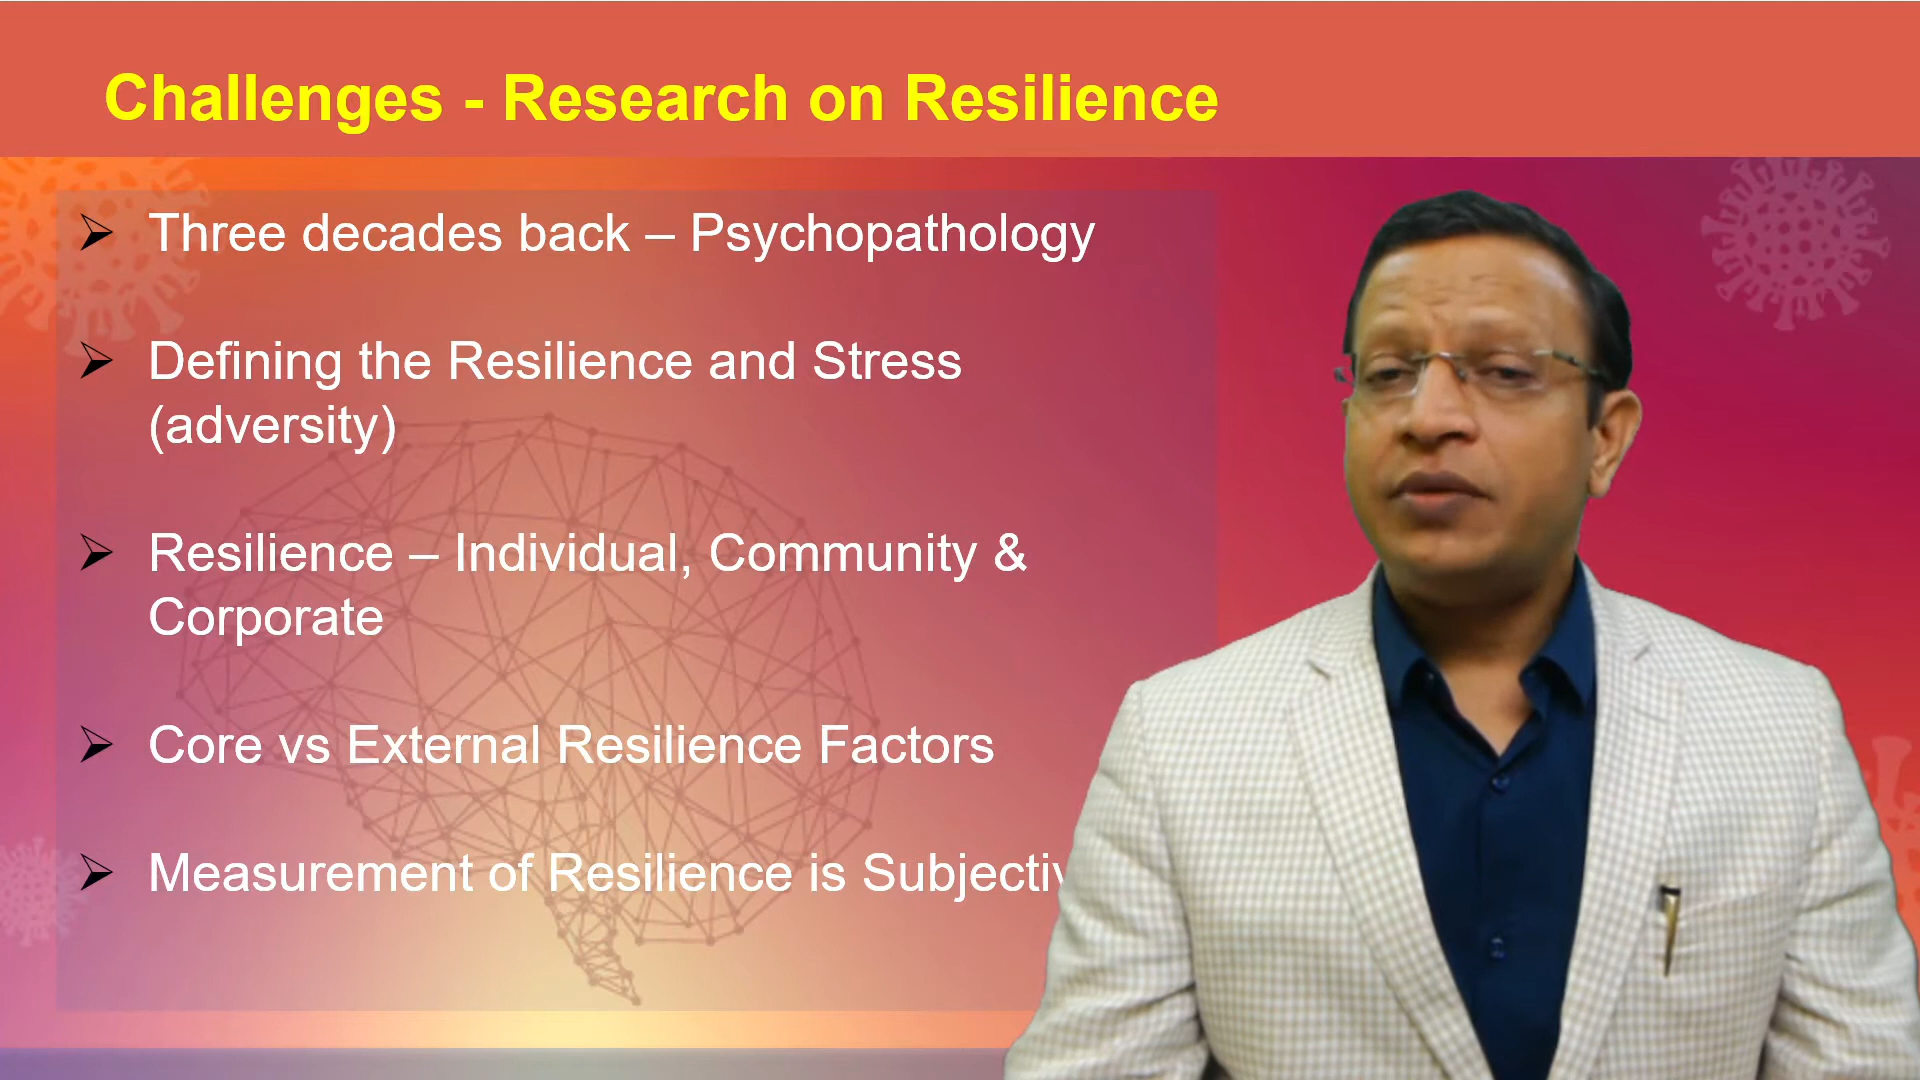 Challenges - Research on Resilience
Three decades back – Psychopathology
Defining the Resilience and Stress
(adversity)
Resilience – Individual, Community &
Corporate
Core vs External Resilience Factors
Measurement of Resilience is